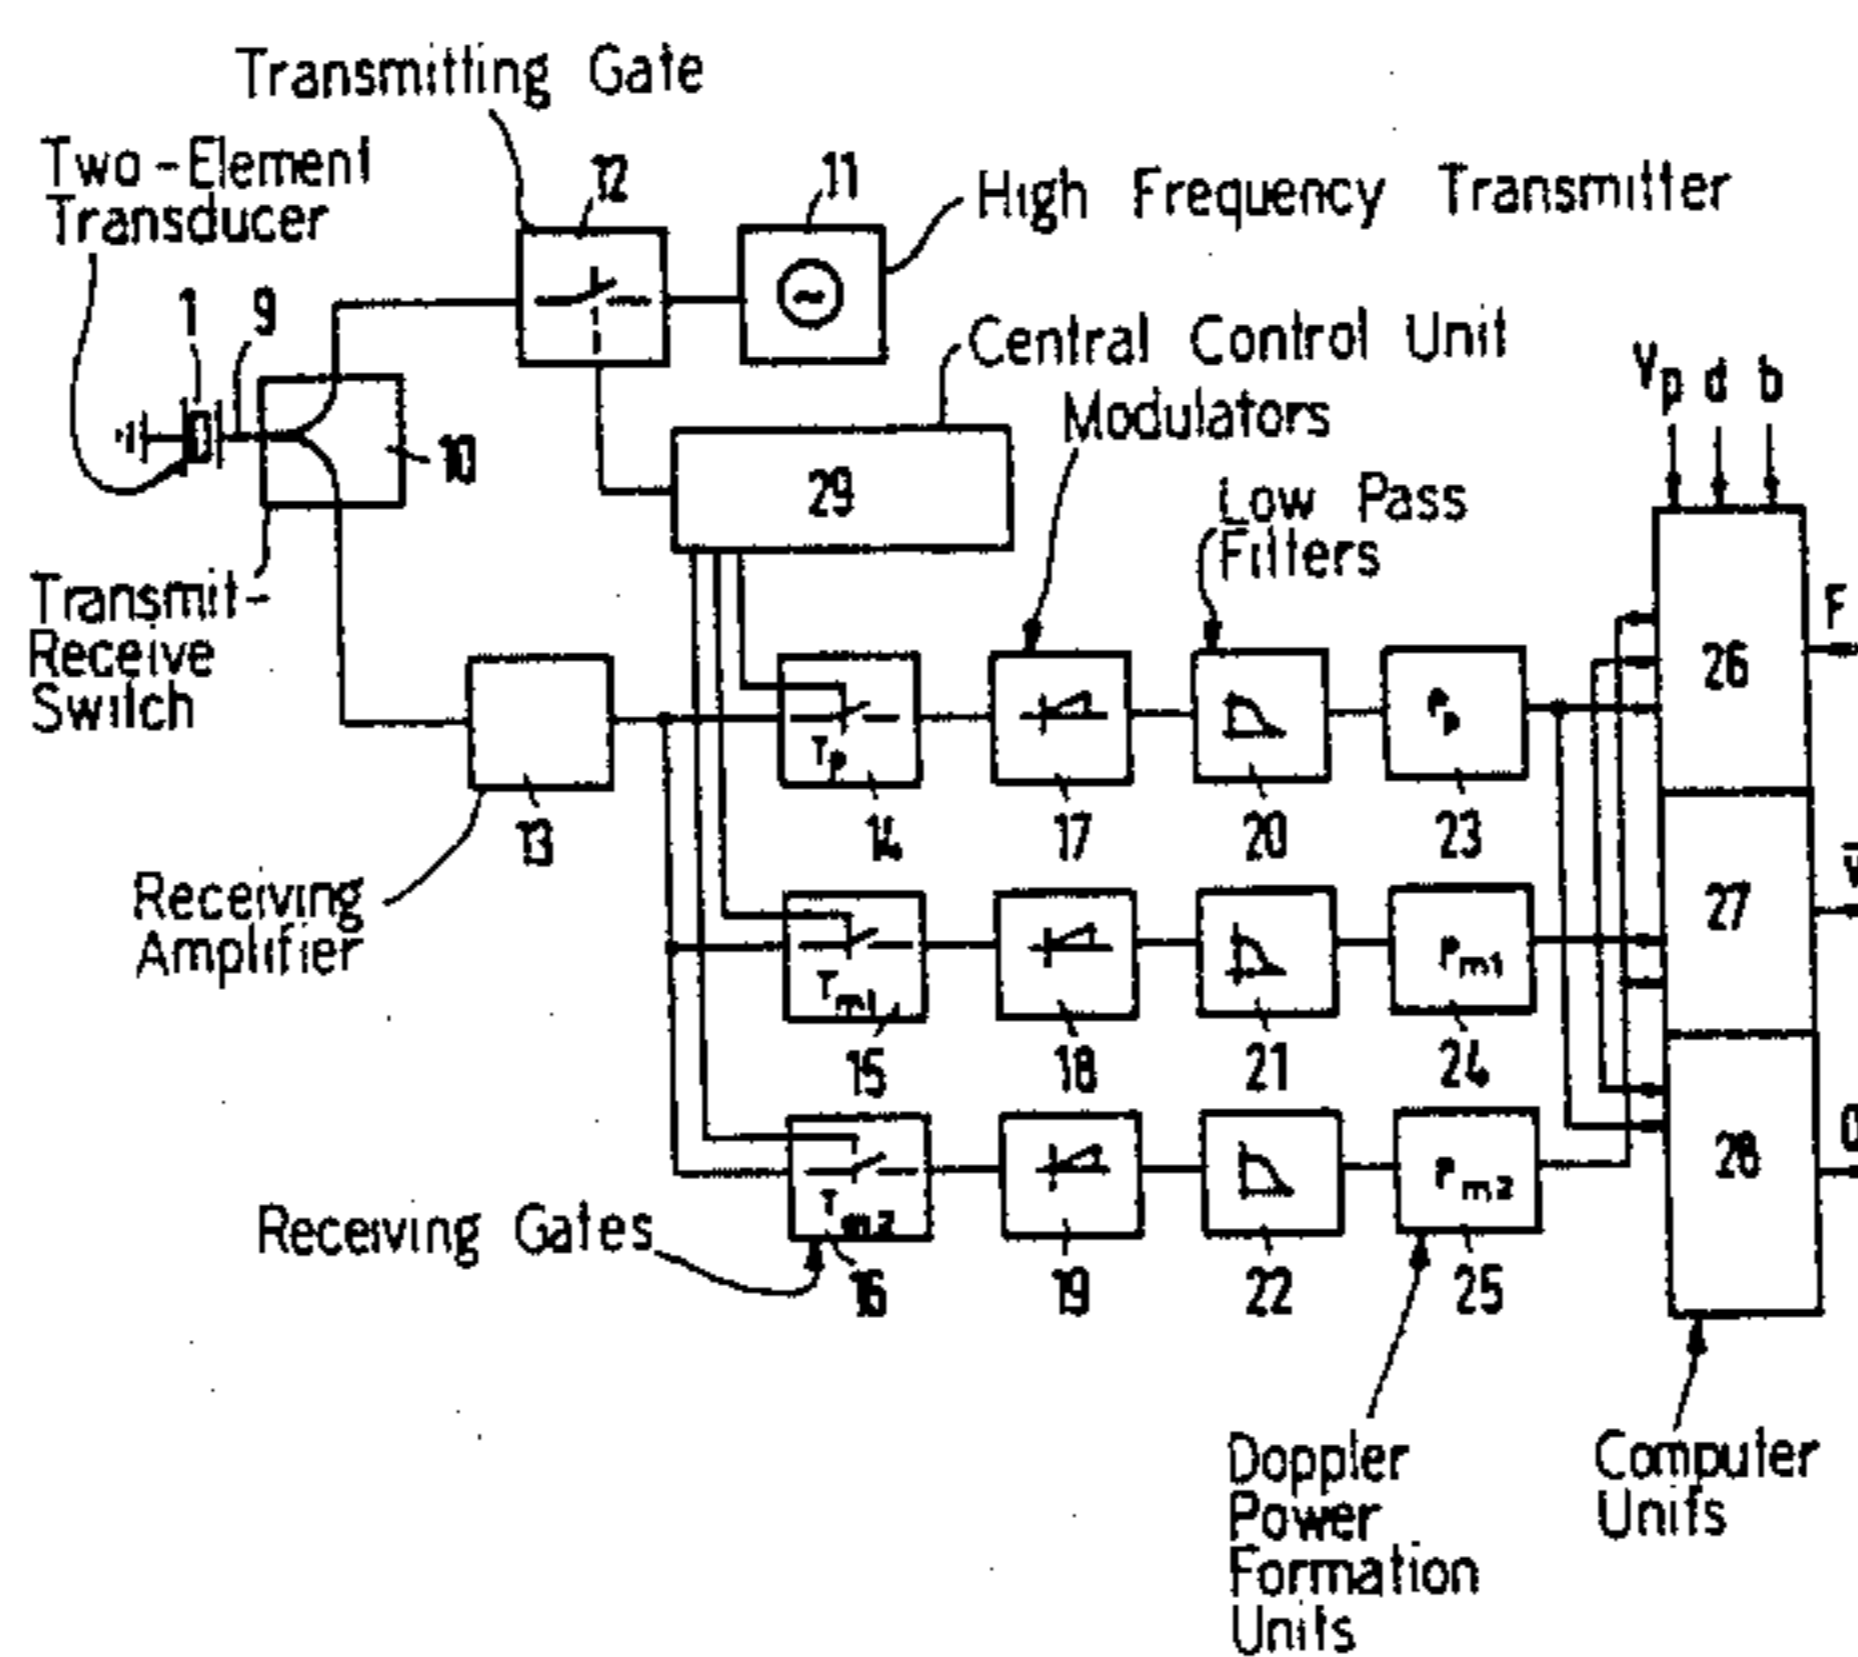 Transmitting Gate
Two-Element
Transducer
12
11
High Frequency Transmitter
1
9
10
Central Control Unit
Modulators
29
Low Pass
Filters
Vp
d
b
Transmit-
Receive
Switch
F
26
Tp
Pp
13
14
17
20
23
Receiving
Amplifier
27
Tm1
Pm1
15
18
21
24
28
Tm2
Pm2
Receiving Gates
16
19
22
25
Doppler
Power
Formation
Units
Computer
Units